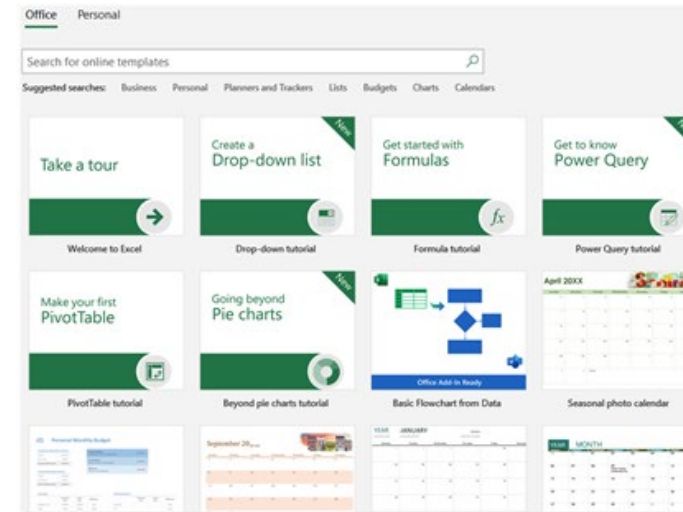 Office Personal
Search for online templates
Suggested searches: Business Personal Planners and Trackers Lists Budgets Charts Calendars
Take a tour
Welcome to Excel
New
Create a
Drop-down list
Drop-down tutorial
Get started with
Formulas
fx
Formula tutorial
Get to know
Power Query
Power Query tutorial
Make your first
PivotTable
PivotTable tutorial
New
Going beyond
Pie charts
Beyond pie charts tutorial
Office Add-In Ready
Basic Flowchart from Data
April 20XX
Seasonal photo calendar
Personal Monthly Budget
September
YEAR JANUARY
YEAR MONTH